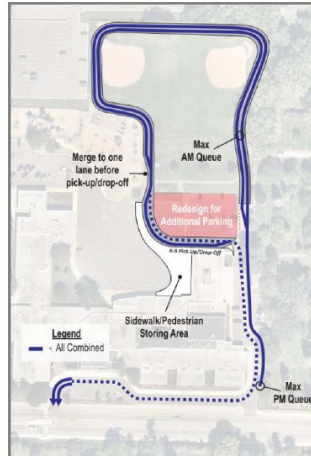 Max
AM Queue
Merge to one
lane before
pick-up/drop-off
Redesign for
Additional Parking
K-5 Pick-Up/Drop-Off
Sidewalk/Pedestrian
Storing Area
Legend
All Combined
Max
PM Queue